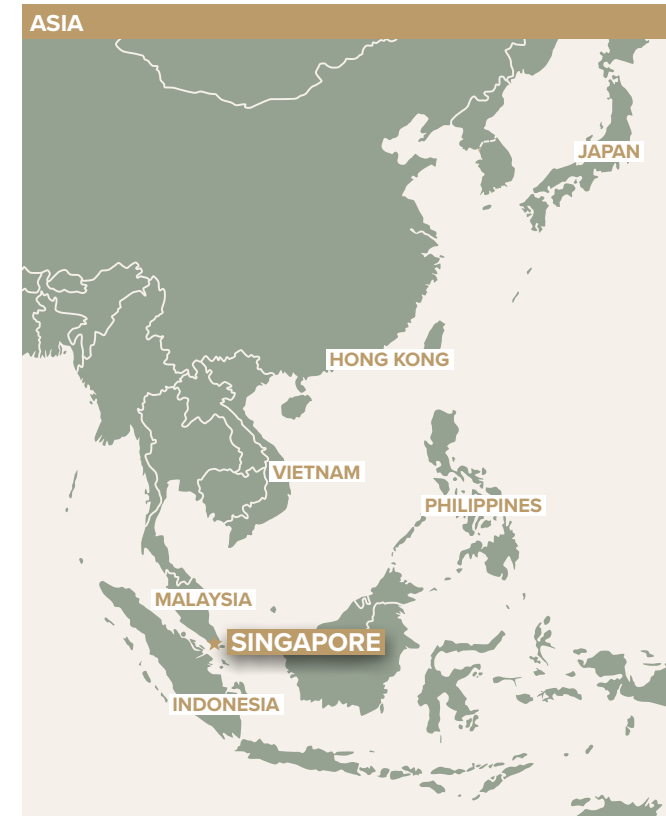 ASIA
JAPAN
HONG KONG
VIETNAM
PHILIPPINES
MALAYSIA
SINGAPORE
INDONESIA